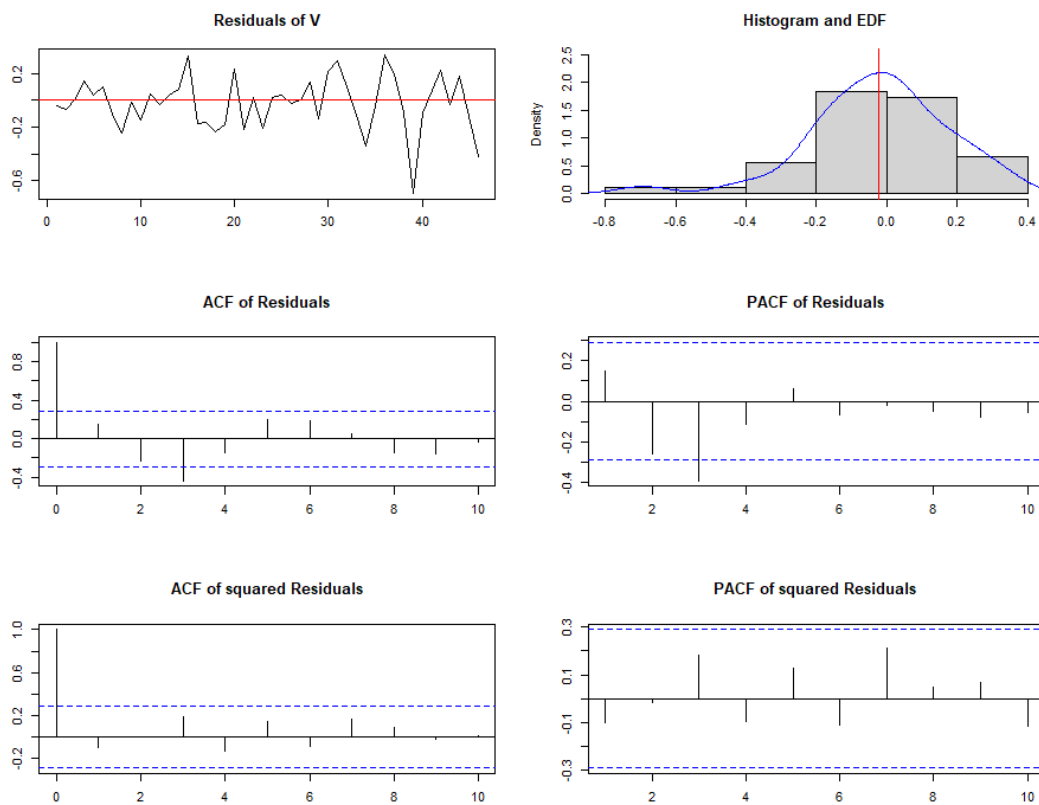 Residuals of V
0.2
-0.2
-0.6
0 10 20 30 40
Histogram and EDF
Density
2.5
2.0
1.5
1.0
0.5
0.0
-0.8 -0.6 -0.4 -0.2 0.0 0.2 0.4
ACF of Residuals
0.8
0.4
0.0
-0.4
0 2 4 6 8 10
PACF of Residuals
0.2
0.0
-0.2
-0.4
2 4 6 8 10
ACF of squared Residuals
1.0
0.6
0.2
-0.2
0 2 4 6 8 10
PACF of squared Residuals
0.3
0.1
-0.1
-0.3
2 4 6 8 10